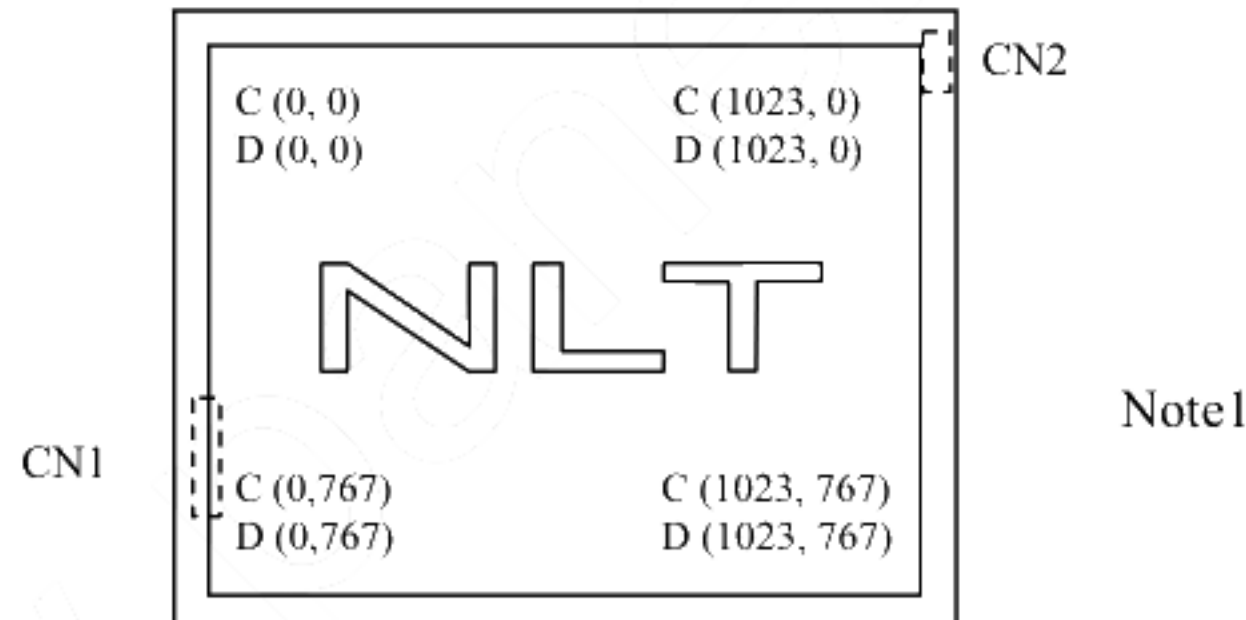 CN2
C (0, 0) C (1023, 0)
D (0, 0) D (1023, 0)
NLT
Note1
CN1
C (0,767) C (1023, 767)
D (0,767) D (1023, 767)